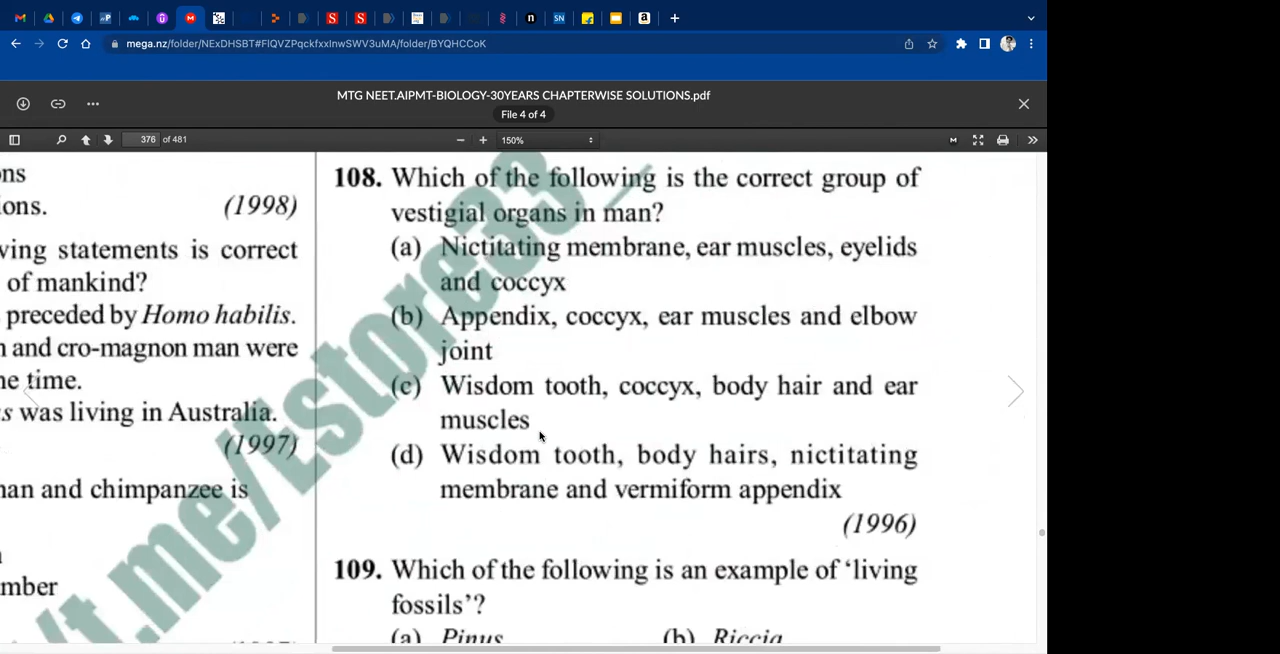 mega.nz/folder/NExDHSBT#FlQVZPqckfxxInwSWV3uMA/folder/BYQHCCoK
MTG NEET.AIPMT-BIOLOGY-30YEARS CHAPTERWISE SOLUTIONS.pdf
File 4 of 4
376 of 481
150%
ons
ions.
(1998)
ving statements is correct
of mankind?
preceded by Homo habilis.
n and cro-magnon man were
ne time.
s was living in Australia.
(1997)
nan and chimpanzee is
mber
108. Which of the following is the correct group of
vestigial organs in man?
(a) Nictitating membrane, ear muscles, eyelids
and coccyx
(b) Appendix, coccyx, ear muscles and elbow
joint
(c) Wisdom tooth, coccyx, body hair and ear
muscles
(d) Wisdom tooth, body hairs, nictitating
membrane and vermiform appendix
(1996)
109. Which of the following is an example of ‘living
fossils’?
(a) Pinus (b) Riccia
t.me/Estore33_